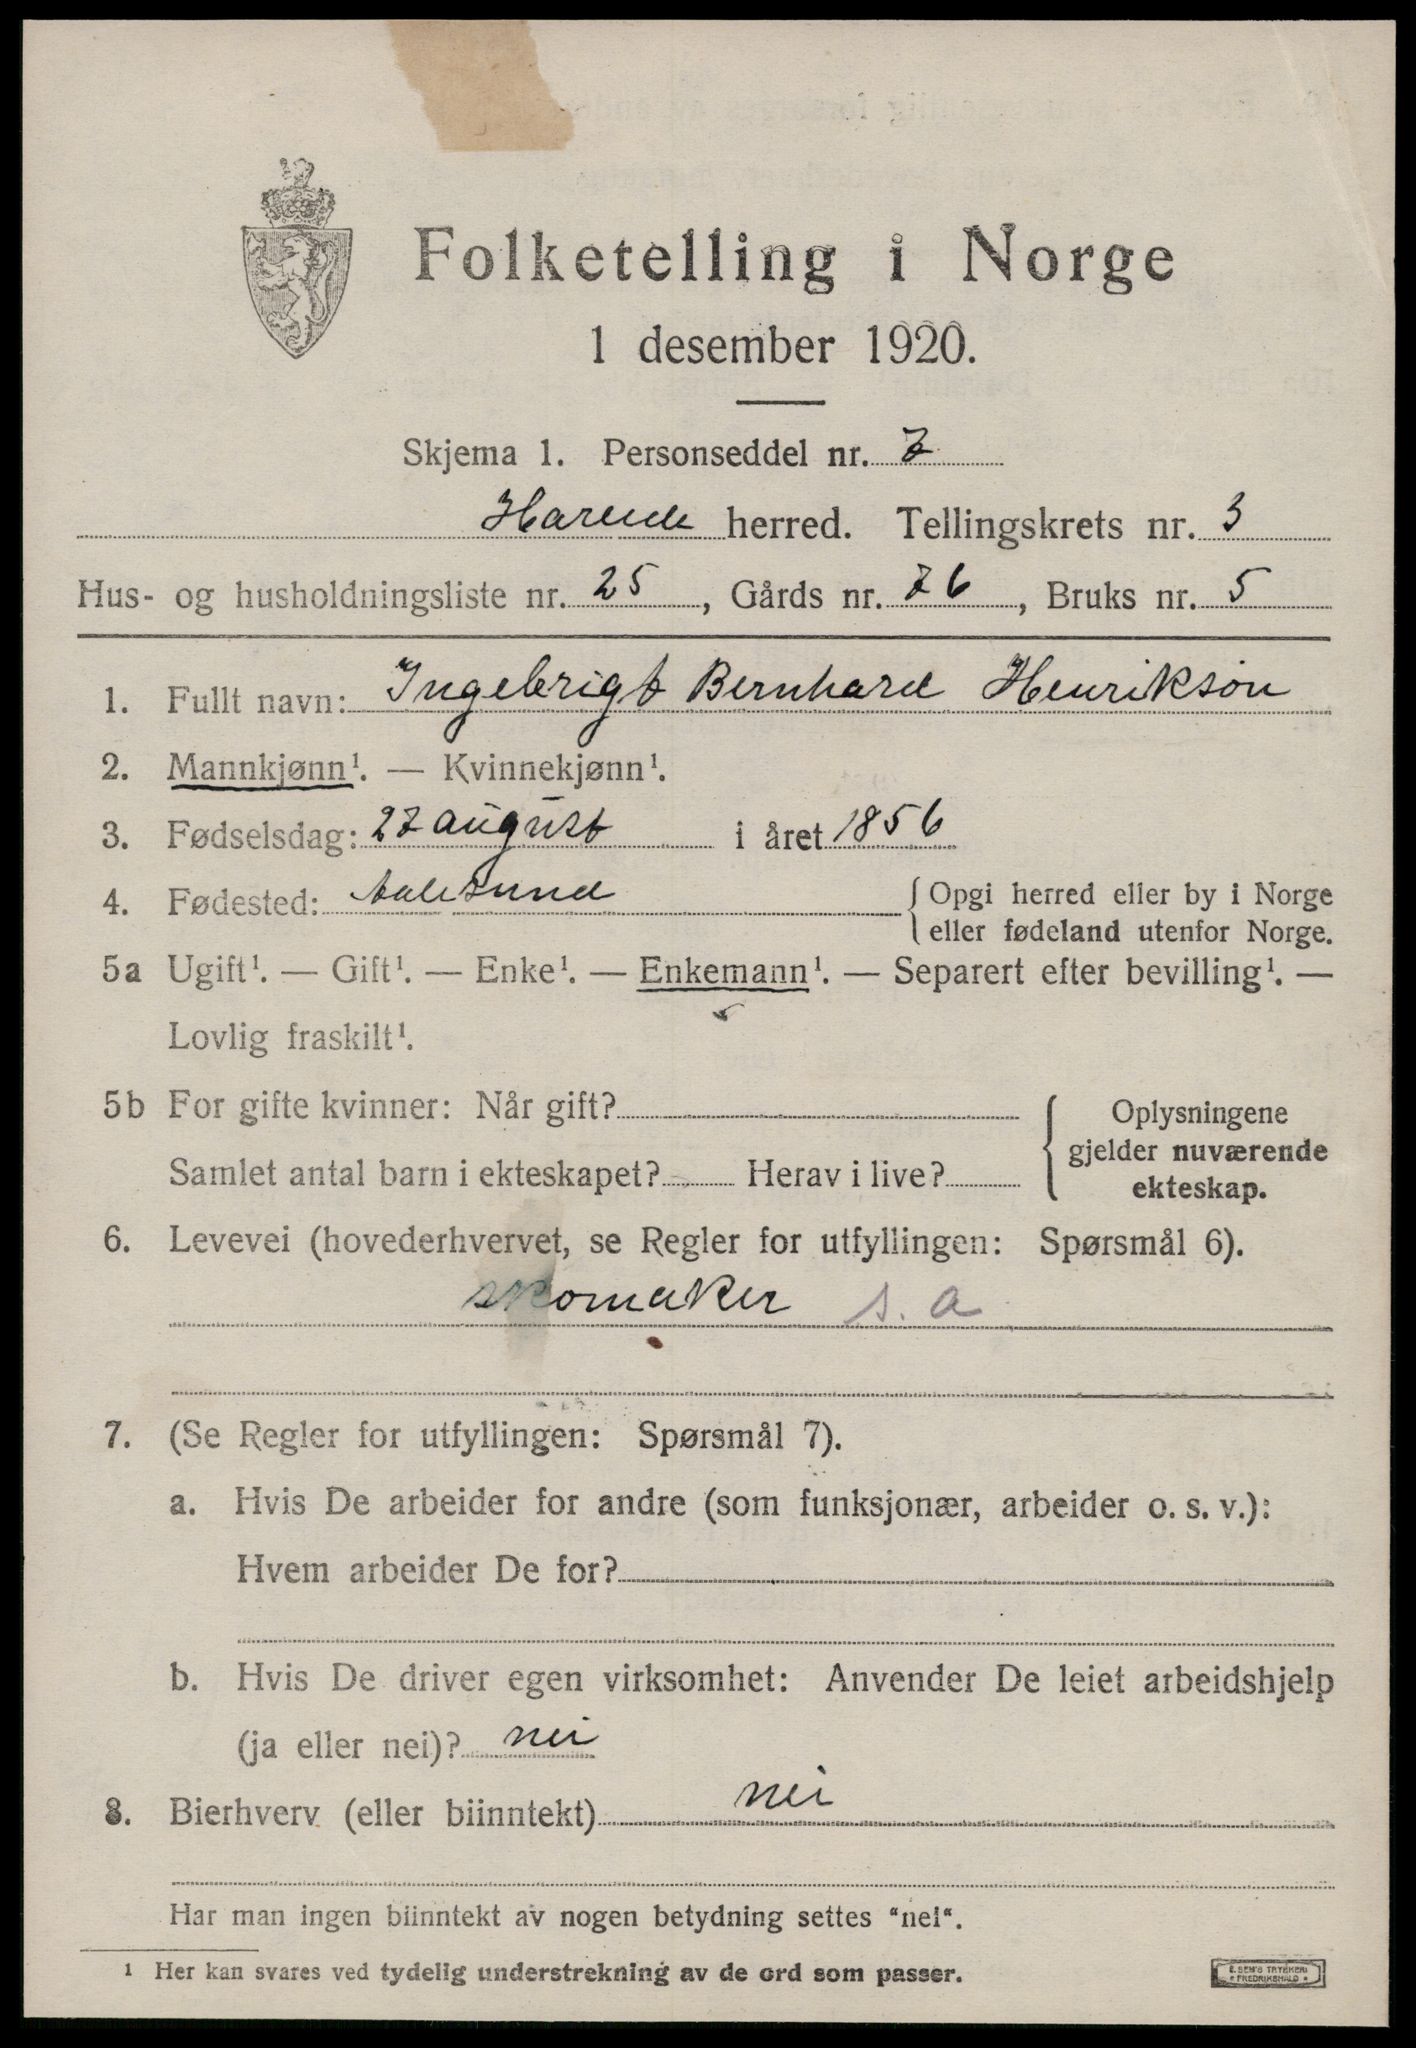 Folketelling i Norge
1 desember 1920.
Skjema 1. Personseddel nr. 7
Hareide herred. Tellingskrets nr. 3
Hus- og husholdningsliste nr. 25, Gårds nr. 76, Bruks nr. 5
1. Fullt navn: Ingebrigt Bernhard Henrikson
2. Mannkjønn¹. — Kvinnekjønn¹.
3. Fødselsdag: 27 august i året 1856
4. Fødested: Aalesund { Opgi herred eller by i Norge
eller fødeland utenfor Norge.
5a Ugift¹. — Gift¹. — Enke¹. — Enkemann¹. — Separert efter bevilling¹. —
Lovlig fraskilt¹.
5b For gifte kvinner: Når gift? { Oplysningene
gjelder nuværende
Samlet antal barn i ekteskapet? Herav i live? ekteskap.
6. Levevei (hovederhvervet, se Regler for utfyllingen: Spørsmål 6).
skomaker s. a
7. (Se Regler for utfyllingen: Spørsmål 7).
a. Hvis De arbeider for andre (som funksjonær, arbeider o. s. v.):
Hvem arbeider De for?
b. Hvis De driver egen virksomhet: Anvender De leiet arbeidshjelp
(ja eller nei)? nei
8. Bierhverv (eller biinntekt) nei
Har man ingen biinntekt av nogen betydning settes "nei".
¹ Her kan svares ved tydelig understrekning av de ord som passer.
E. SEM'S TRYKKERI
* FREDRIKSHALD *